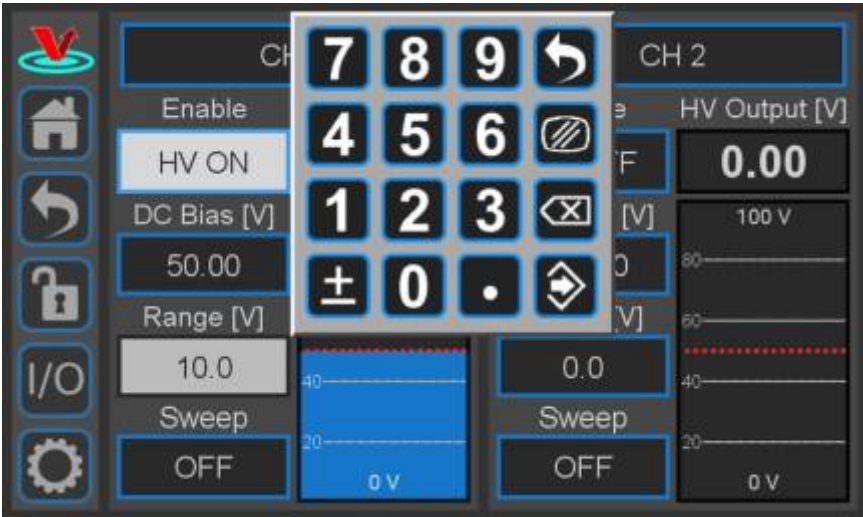 CH
CH 2
7 8 9
4 5 6
1 2 3
± 0 .
Enable
HV ON
DC Bias [V]
50.00
Range [V]
10.0
Sweep
OFF
40
20
0 V
HV Output [V]
0.00
[V]
V]
0.0
Sweep
OFF
100 V
80
60
40
20
0 V
I/O